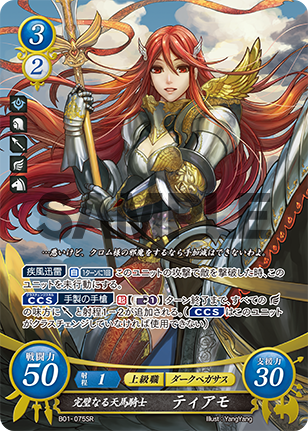 3
2
SAMPLE
…悪いけど、クロム様の邪魔をするなら手加減はできないわよ。
疾風迅雷 自 1ターンに1回 このユニットの攻撃で敵を撃破した時、この
ユニットを未行動にする。
CCS 手製の手槍 起 ターン終了まで、すべての
の味方に と射程1－2が追加される。(CCS はこのユニットが
クラスチェンジしていなければ使用できない)
戦闘力
50
射程 1
上級職
ダークペガサス
支援力
30
完璧なる天馬騎士 ティアモ
B01-075SR
Illust：YangYang